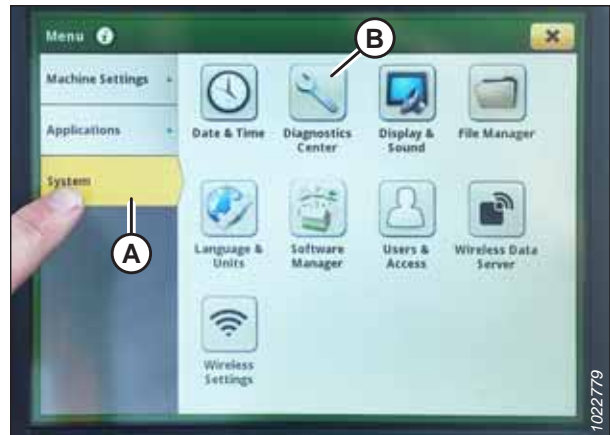 Menu i
B
Machine Settings
Applications
System
A
Date & Time
Diagnostics
Center
Display &
Sound
File Manager
Language &
Units
Software
Manager
Users &
Access
Wireless Data
Server
Wireless
Settings
1022779